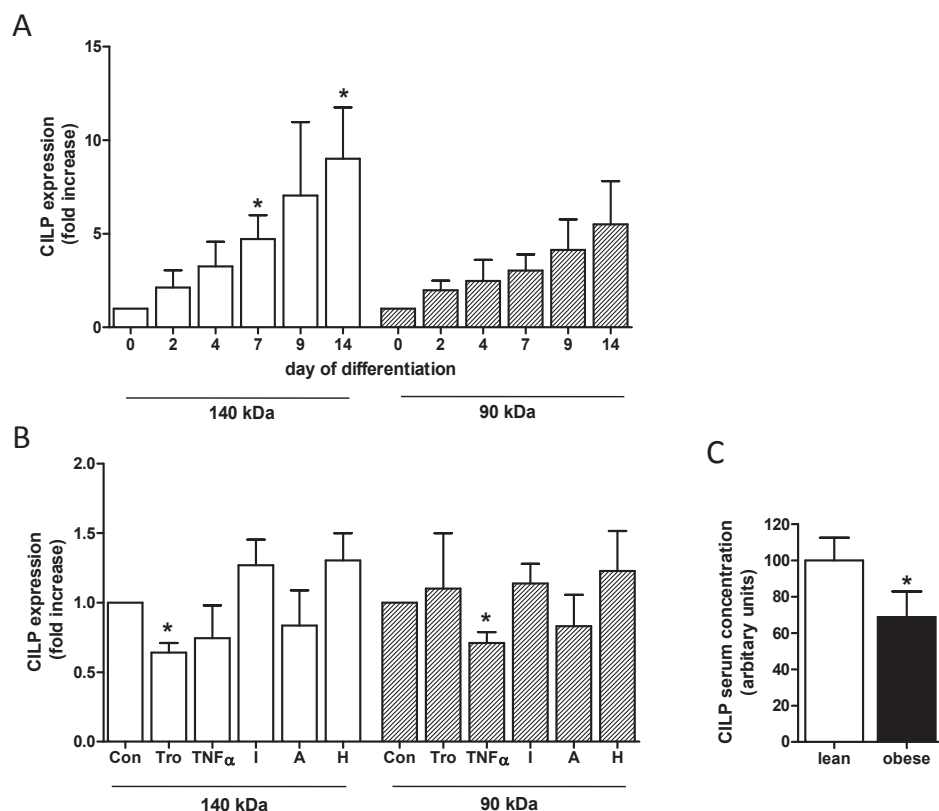 A
15
10
5
0
CILP expression
(fold increase)
*
*
0 2 4 7 9 14 0 2 4 7 9 14
day of differentiation
140 kDa 90 kDa
B
2.0
1.5
1.0
0.5
0.0
CILP expression
(fold increase)
*
*
Con Tro TNFα I A H Con Tro TNFα I A H
140 kDa 90 kDa
C
120
100
80
60
40
20
0
CILP serum concentration
(arbitary units)
*
lean obese